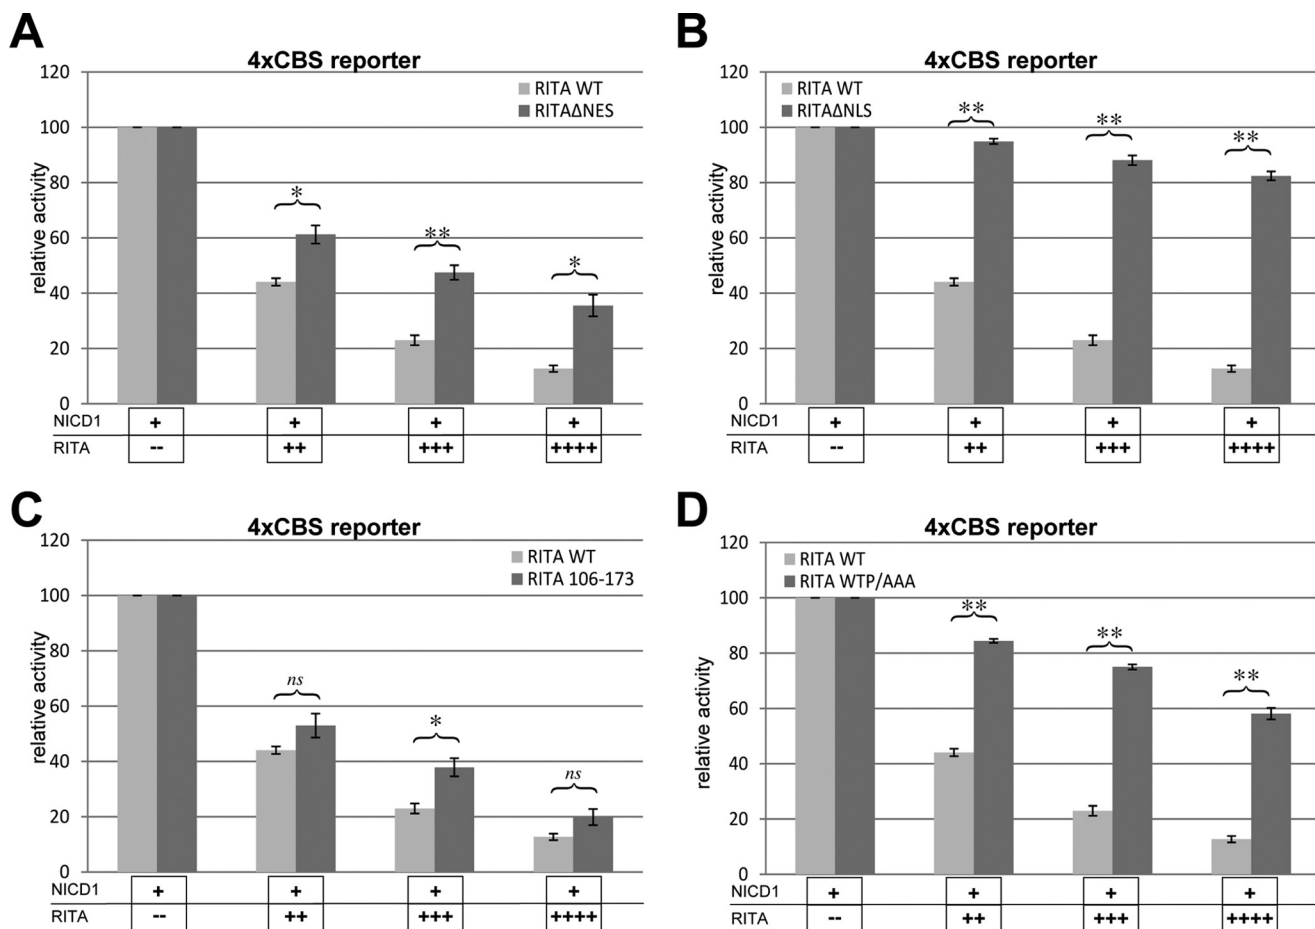 A
4xCBS reporter
RITA WT
RITAΔNES
relative activity
120
100
80
60
40
20
0
*
**
*
NICD1 + + + +
RITA -- ++ +++ ++++
B
4xCBS reporter
RITA WT
RITAΔNLS
relative activity
120
100
80
60
40
20
0
**
**
**
NICD1 + + + +
RITA -- ++ +++ ++++
C
4xCBS reporter
RITA WT
RITA 106-173
relative activity
120
100
80
60
40
20
0
ns
*
ns
NICD1 + + + +
RITA -- ++ +++ ++++
D
4xCBS reporter
RITA WT
RITA WTP/AAA
relative activity
120
100
80
60
40
20
0
**
**
**
NICD1 + + + +
RITA -- ++ +++ ++++